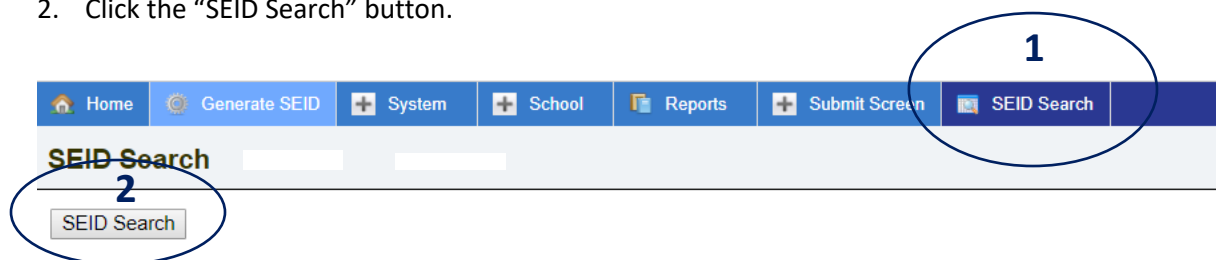 2. Click the “SEID Search” button.
1
Home Generate SEID System School Reports Submit Screen SEID Search
SEID Search
2
SEID Search